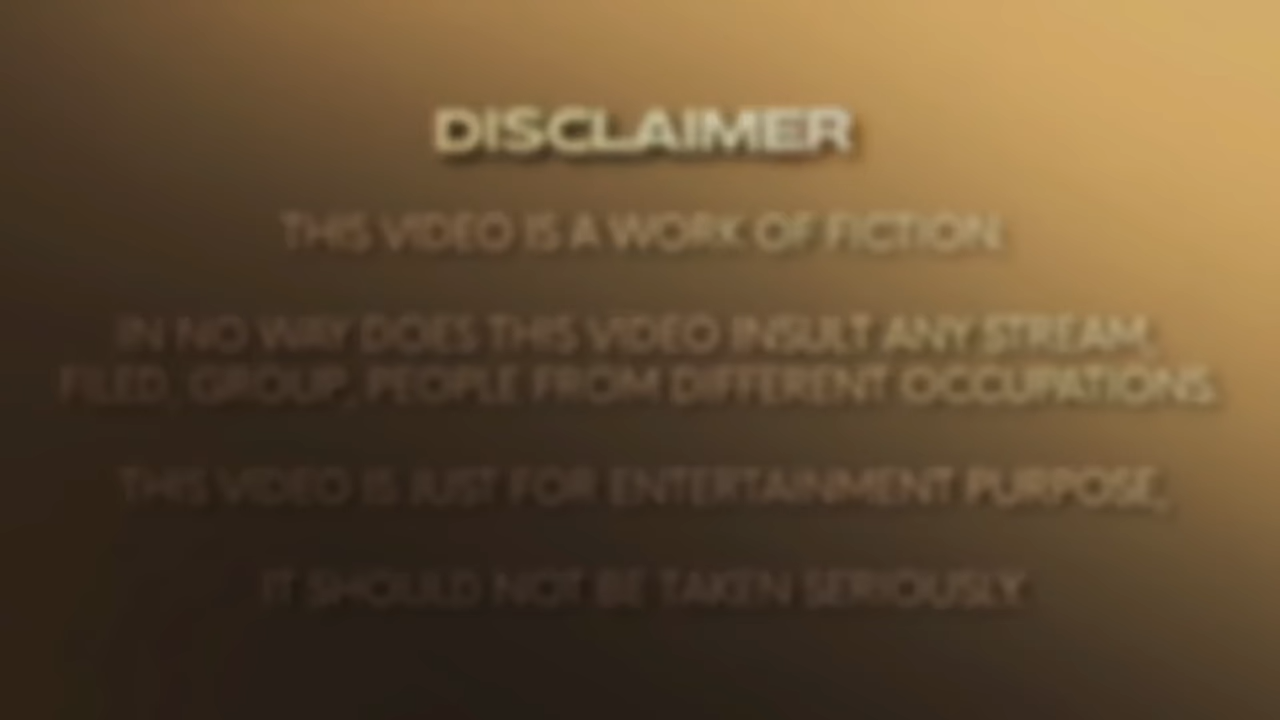 DISCLAIMER
THIS VIDEO IS A WORK OF FICTION.
IN NO WAY DOES THIS VIDEO INSULT ANY STREAM,
FILED, GROUP, PEOPLE FROM DIFFERENT OCCUPATIONS.
THIS VIDEO IS JUST FOR ENTERTAINMENT PURPOSE,
IT SHOULD NOT BE TAKEN SERIOUSLY.